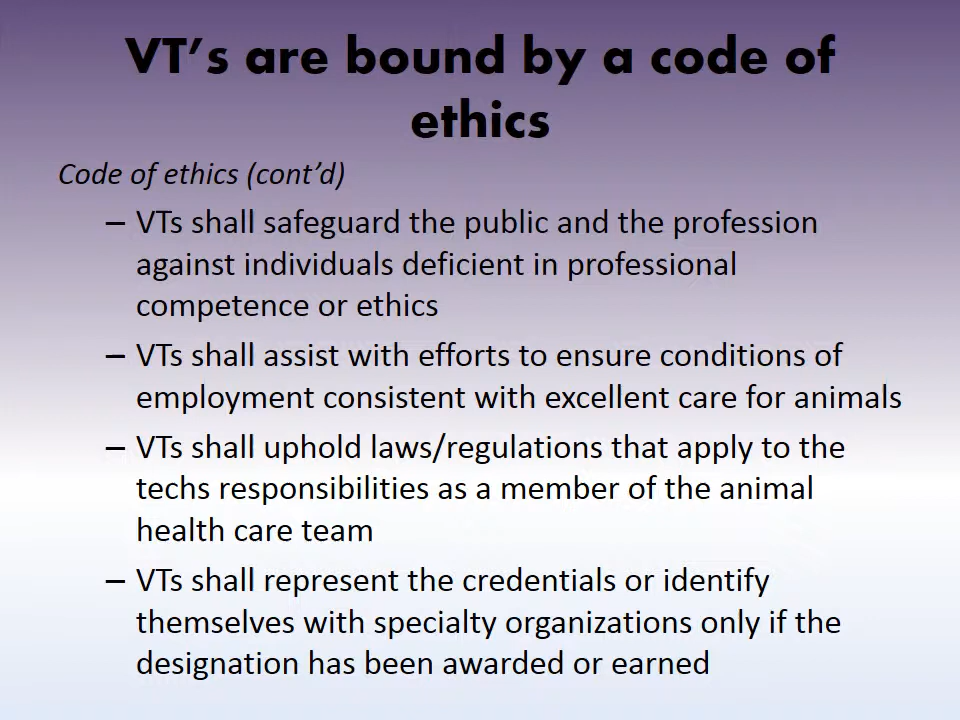 VT’s are bound by a code of
ethics
Code of ethics (cont’d)
– VTs shall safeguard the public and the profession
against individuals deficient in professional
competence or ethics
– VTs shall assist with efforts to ensure conditions of
employment consistent with excellent care for animals
– VTs shall uphold laws/regulations that apply to the
techs responsibilities as a member of the animal
health care team
– VTs shall represent the credentials or identify
themselves with specialty organizations only if the
designation has been awarded or earned